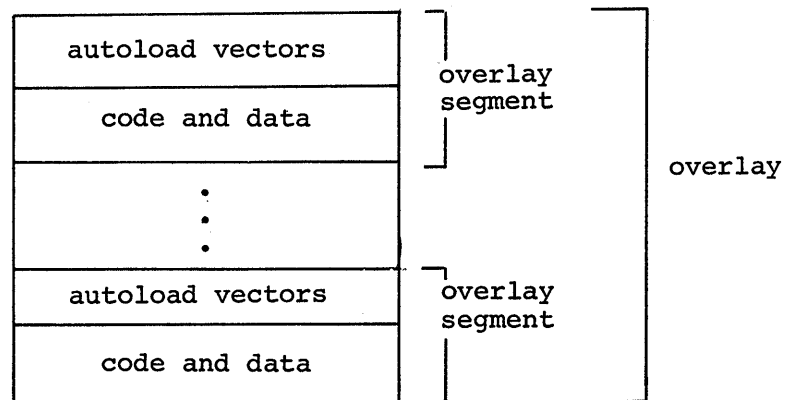 autoload vectors
overlay
segment
code and data
overlay
autoload vectors
overlay
segment
code and data